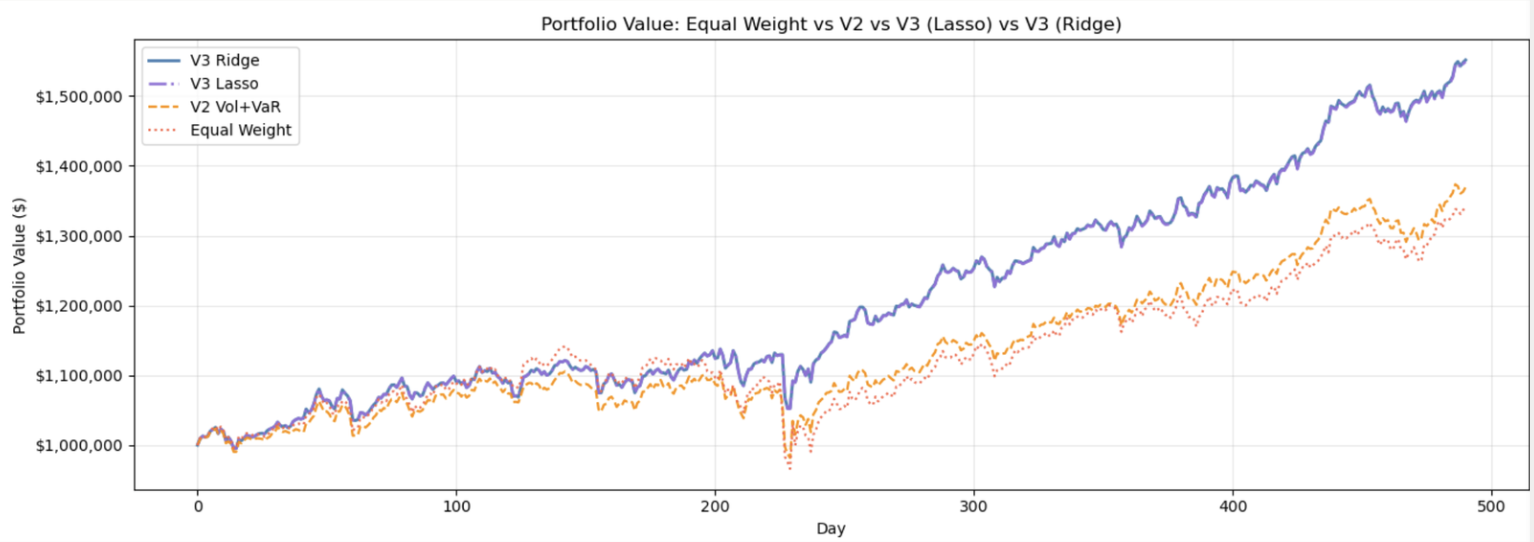 Portfolio Value: Equal Weight vs V2 vs V3 (Lasso) vs V3 (Ridge)
V3 Ridge
V3 Lasso
V2 Vol+VaR
Equal Weight
Portfolio Value ($)
$1,500,000
$1,400,000
$1,300,000
$1,200,000
$1,100,000
$1,000,000
0 100 200 300 400 500
Day